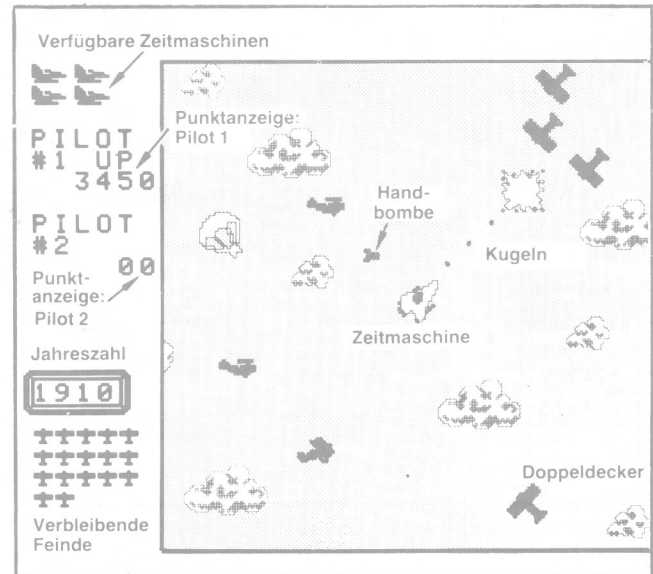 Verfügbare Zeitmaschinen
PILOT
#1 UP
3450
Punktanzeige:
Pilot 1
PILOT
#2
00
Punkt-
anzeige:
Pilot 2
Hand-
bombe
Kugeln
Zeitmaschine
Jahreszahl
1910
Doppeldecker
Verbleibende
Feinde